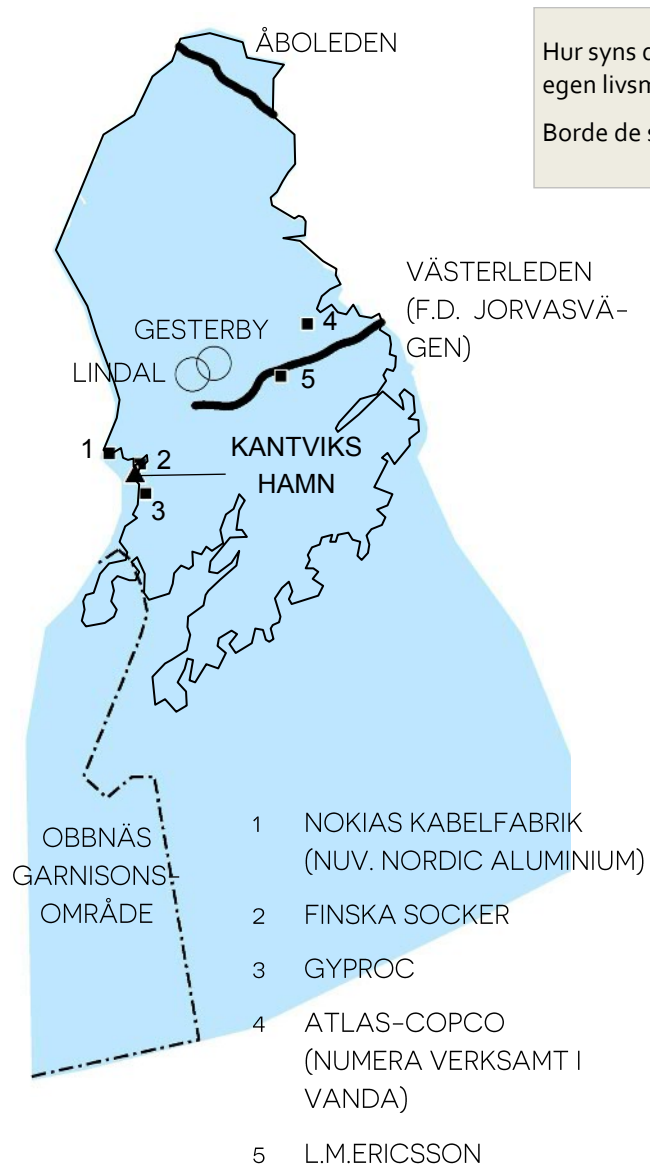 ÅBOLEDEN
Hur syns
egen
Borde de
VÄSTERLEDEN
(F.D. JORVASVÄ-
GEN)
4
GESTERBY
LINDAL
5
1
2
KANTVIKS
HAMN
3
OBBNÄS
GARNISONS-
OMRÅDE
1 NOKIAS KABELFABRIK
(NUV. NORDIC ALUMINIUM)
2 FINSKA SOCKER
3 GYPROC
4 ATLAS-COPCO
(NUMERA VERKSAMT I
VANDA)
5 L.M.ERICSSON